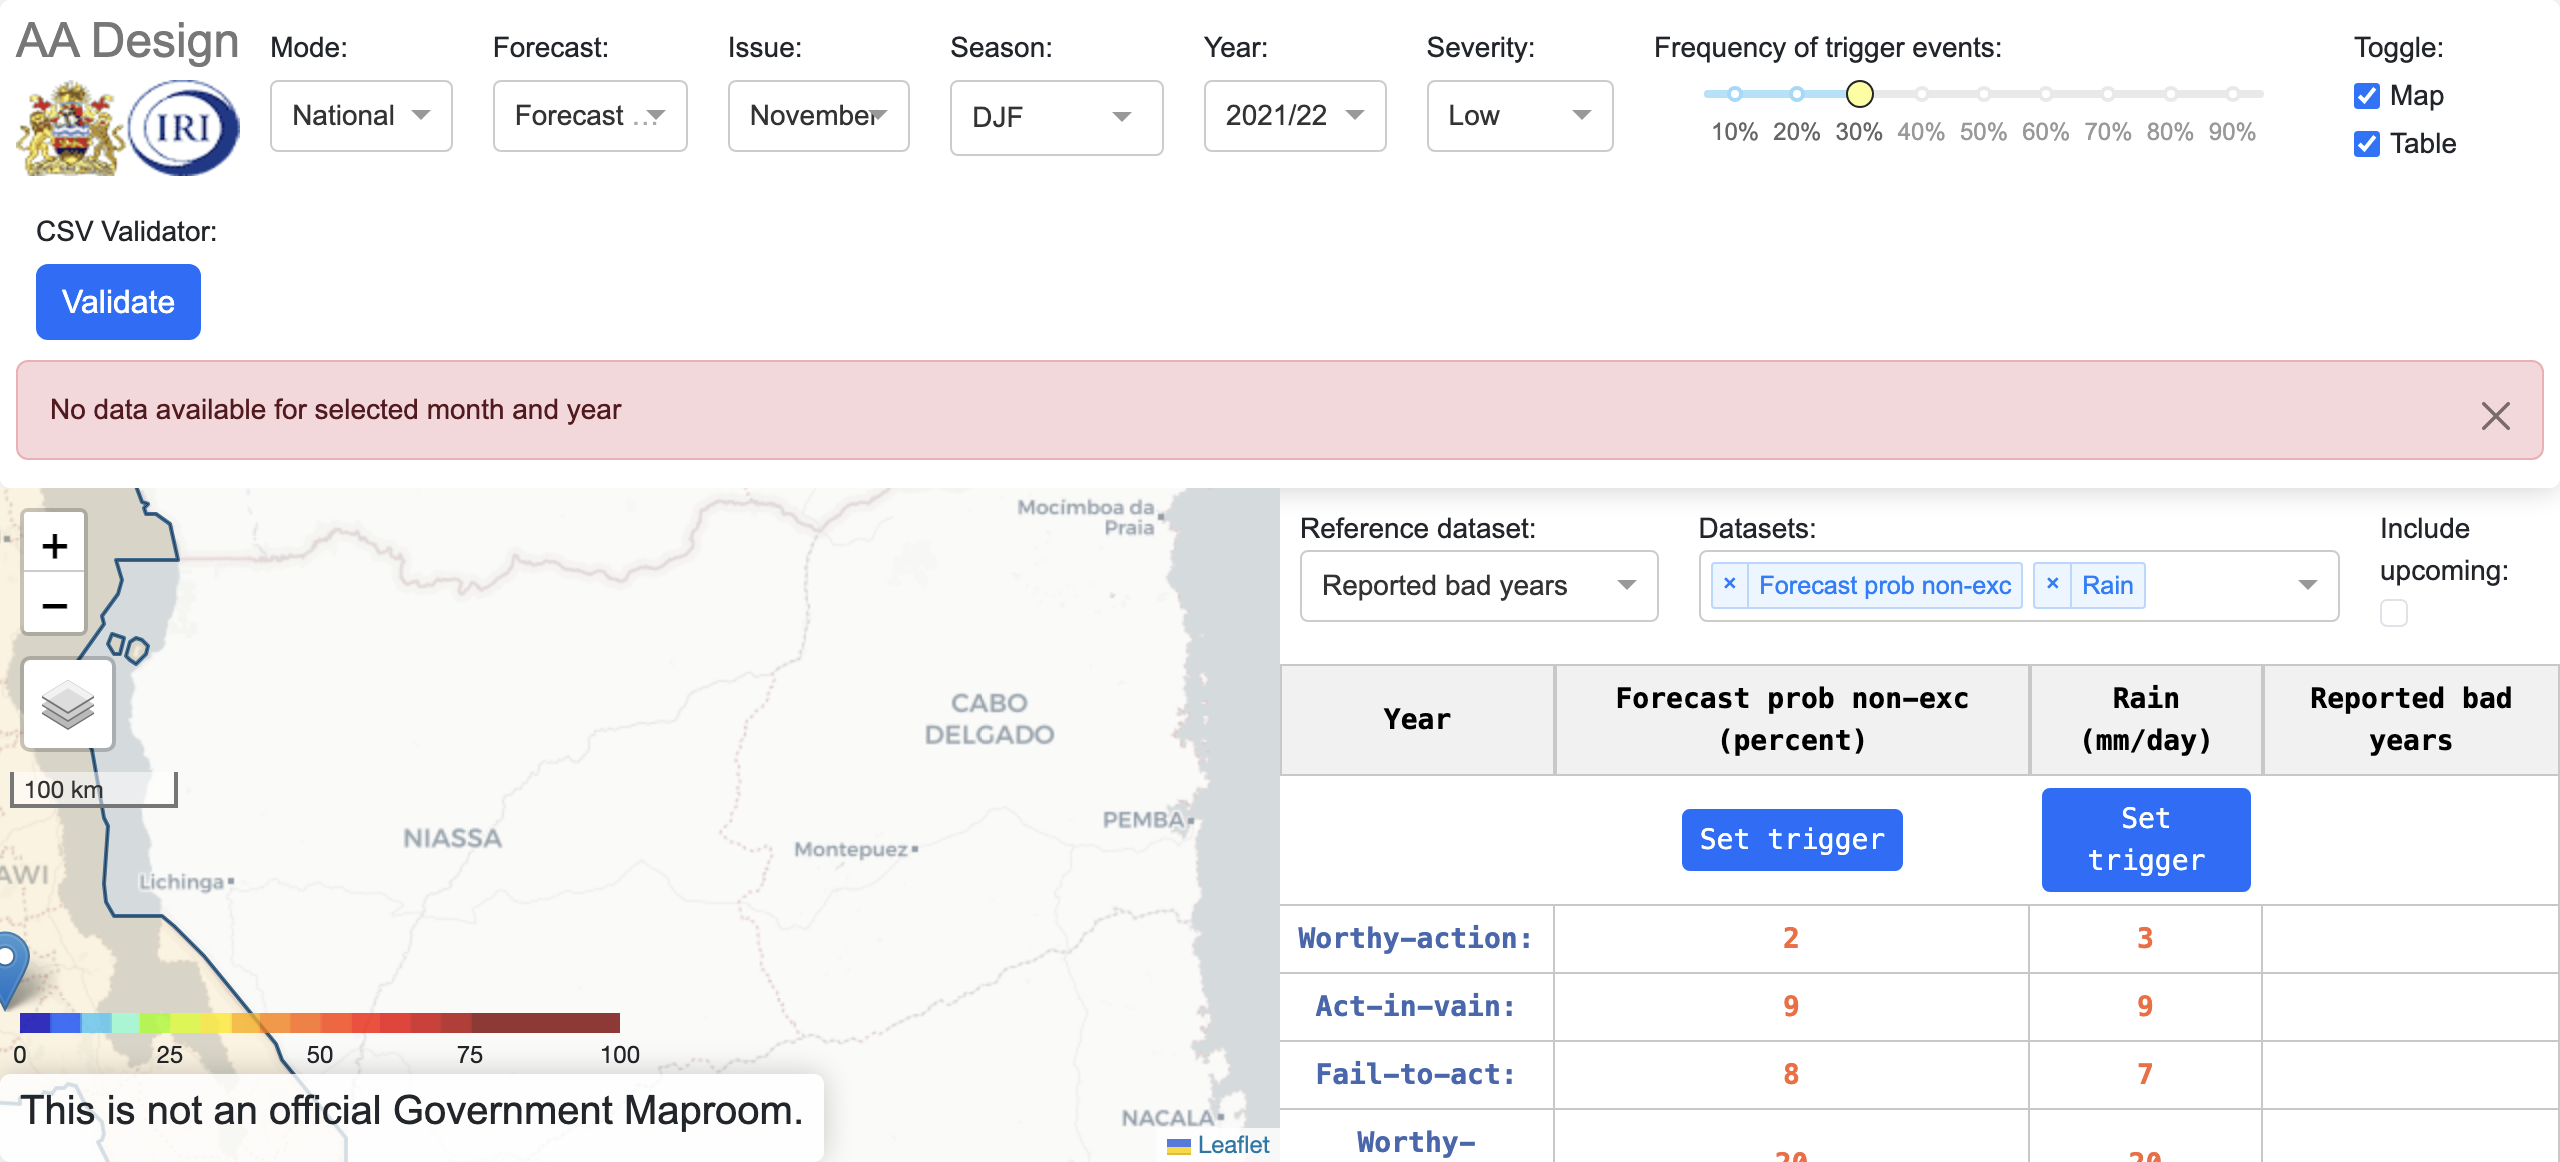 AA Design
IRI
Mode:
National
Forecast:
Forecast ...
Issue:
November
Season:
DJF
Year:
2021/22
Severity:
Low
Frequency of trigger events:
10% 20% 30% 40% 50% 60% 70% 80% 90%
Toggle:
Map
Table
CSV Validator:
Validate
No data available for selected month and year
+
−
100 km
Mocímboa da
Praia
CABO
DELGADO
NIASSA
PEMBA
Montepuez
Lichinga
AWI
NACALA
0 25 50 75 100
This is not an official Government Maproom.
Leaflet
Reference dataset:
Reported bad years
Datasets:
× Forecast prob non-exc × Rain
Include
upcoming:
Year
Forecast prob non-exc
(percent)
Rain
(mm/day)
Reported bad
years
Set trigger
Set
trigger
Worthy-action: 2 3
Act-in-vain: 9 9
Fail-to-act: 8 7
Worthy-
20 20